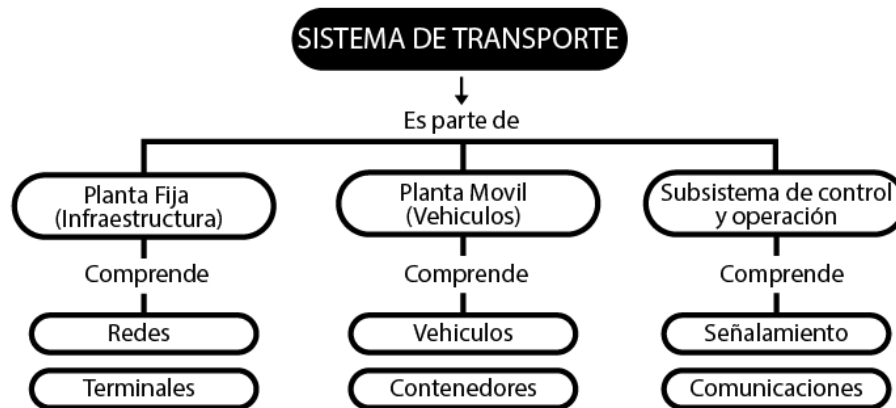 SISTEMA DE TRANSPORTE
Es parte de
Planta Fija
(Infraestructura)
Planta Movil
(Vehiculos)
Subsistema de control
y operación
Comprende
Comprende
Comprende
Redes
Vehiculos
Señalamiento
Terminales
Contenedores
Comunicaciones